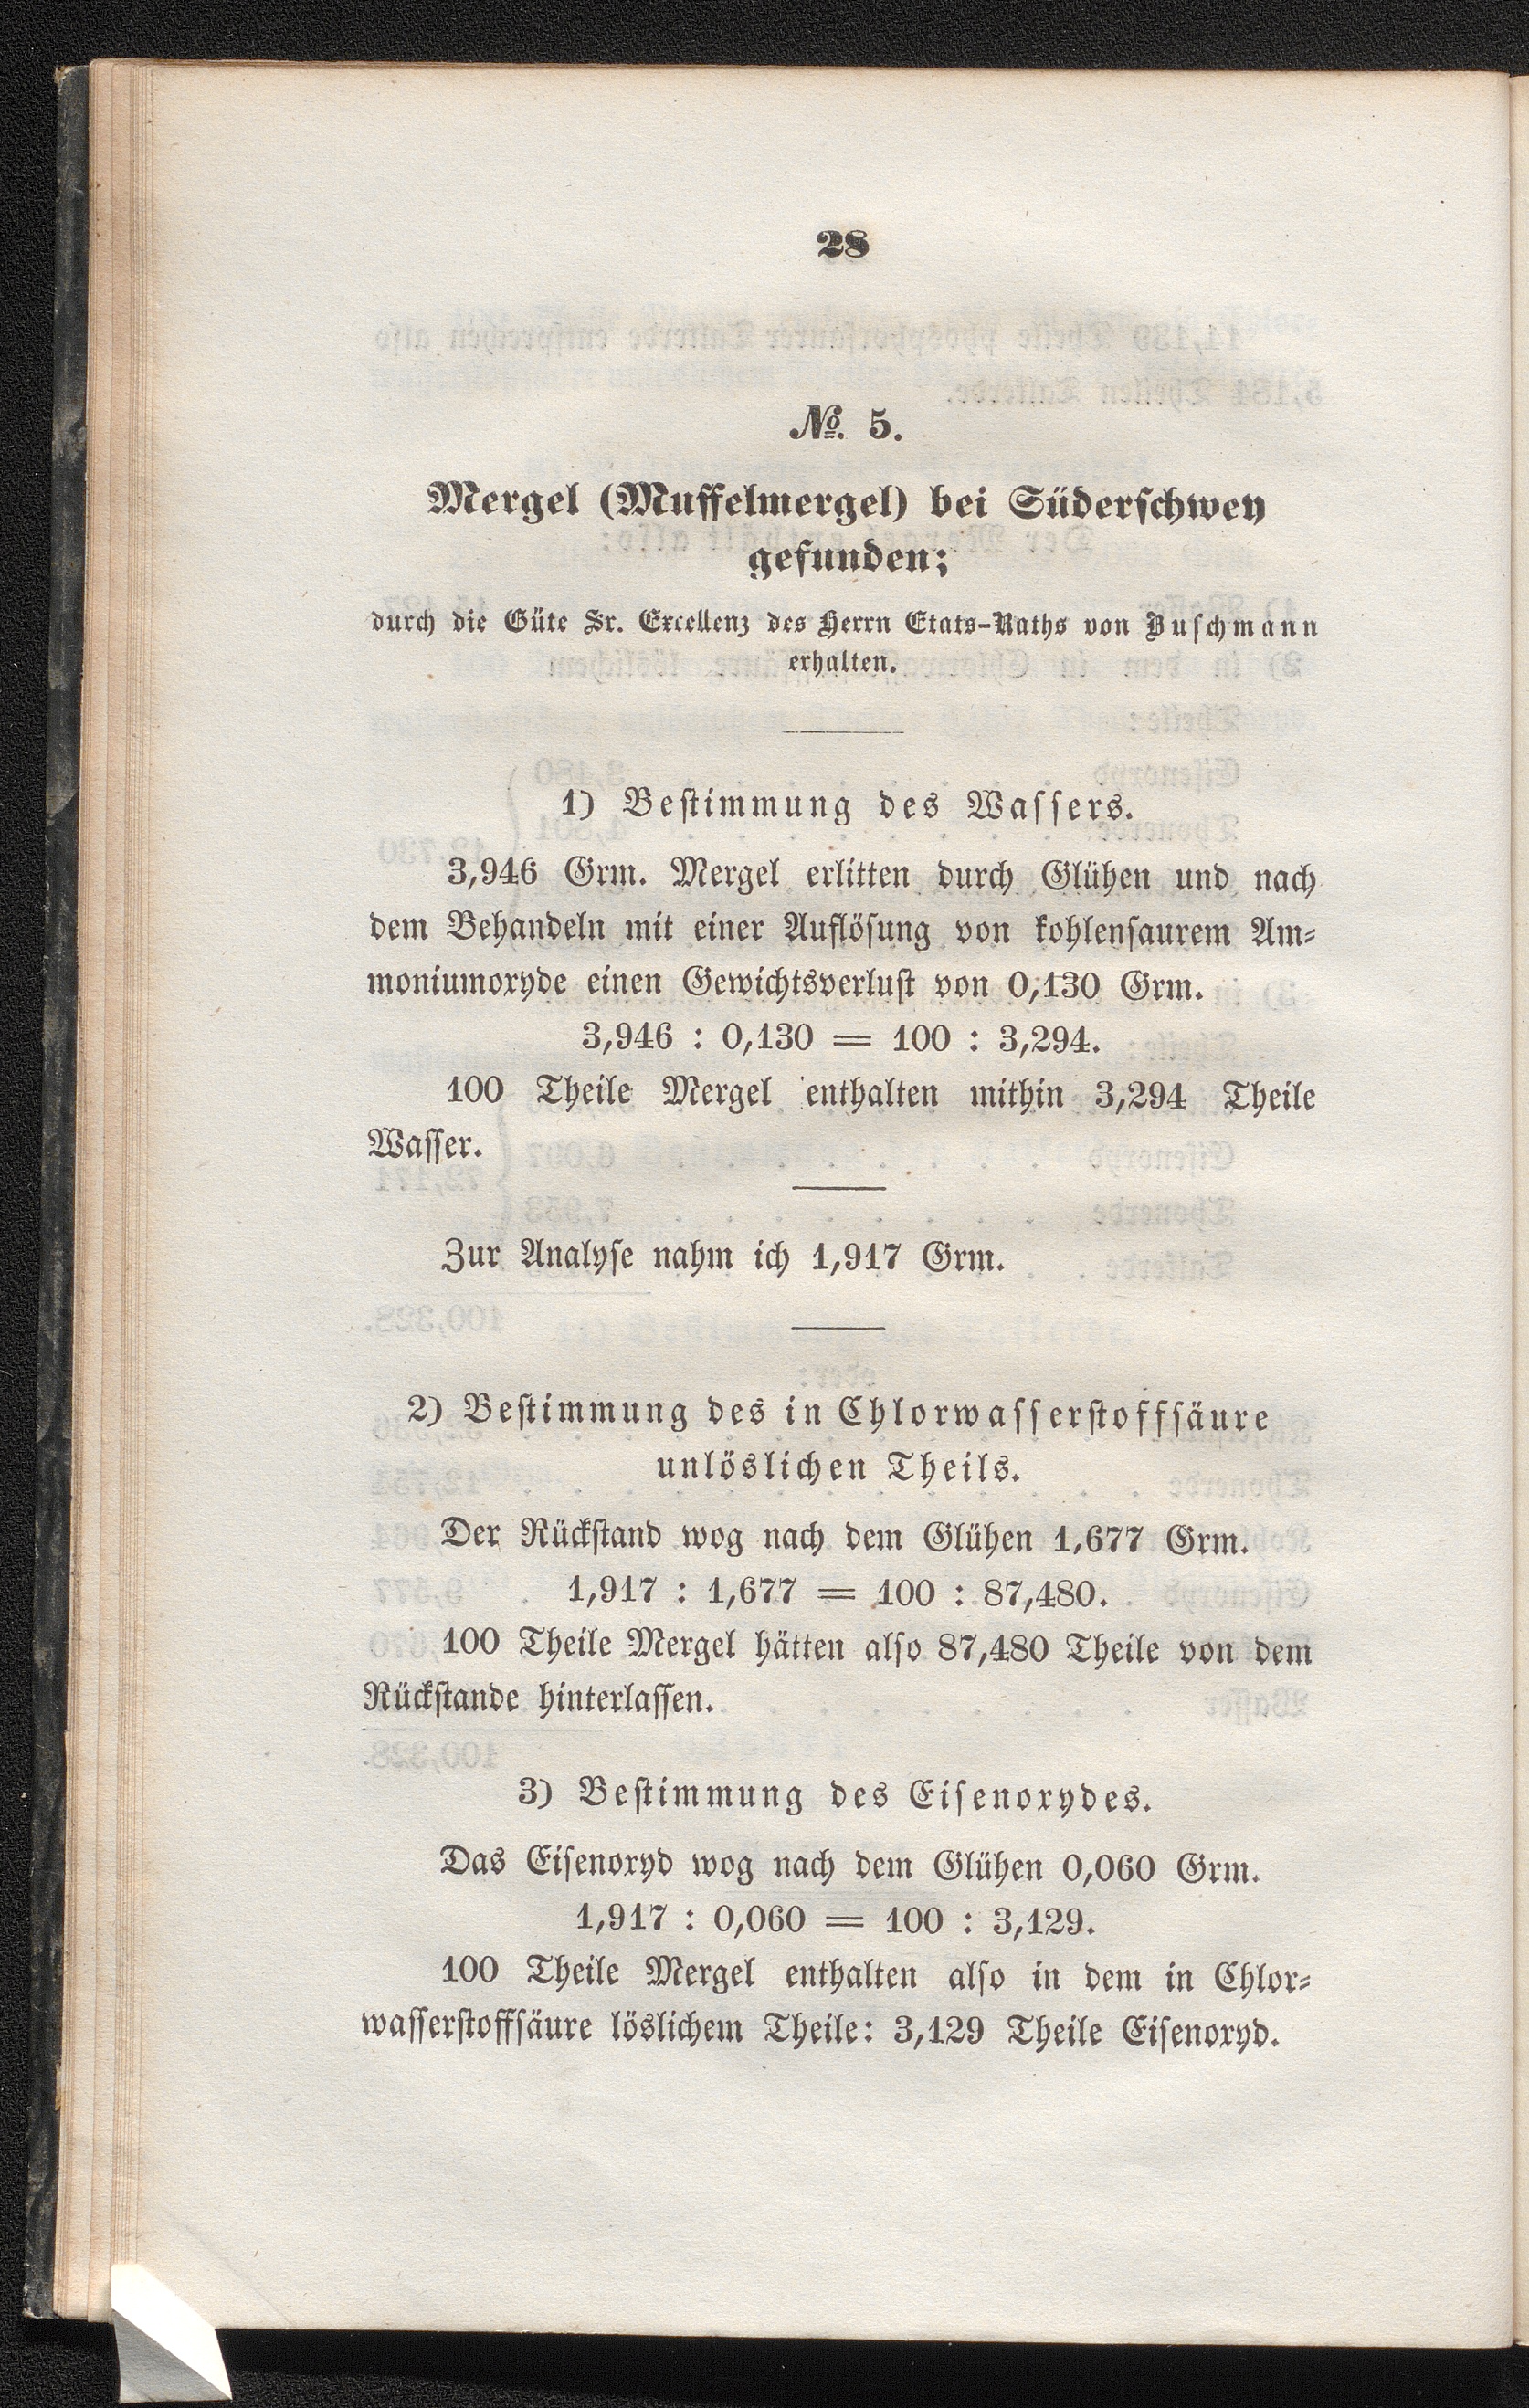 28
№. 5.
Mergel (Muffelmergel) bei Süderschwey
gefunden;
durch die Güte Sr. Excellenz des Herrn Etats-Raths von Buschmann
erhalten.
1) Bestimmung des Wassers.
3,946 Grm. Mergel erlitten durch Glühen und nach
dem Behandeln mit einer Auflösung von kohlensaurem Am-
moniumoxyde einen Gewichtsverlust von 0,130 Grm.
3,946 : 0,130 = 100 : 3,294.
100 Theile Mergel enthalten mithin 3,294 Theile
Wasser.
Zur Analyse nahm ich 1,917 Grm.
2) Bestimmung des in Chlorwasserstoffsäure
unlöslichen Theils.
Der Rückstand wog nach dem Glühen 1,677 Grm.
1,917 : 1,677 = 100 : 87,480.
100 Theile Mergel hätten also 87,480 Theile von dem
Rückstande hinterlassen.
3) Bestimmung des Eisenoxydes.
Das Eisenoxyd wog nach dem Glühen 0,060 Grm.
1,917 : 0,060 = 100 : 3,129.
100 Theile Mergel enthalten also in dem in Chlor-
wasserstoffsäure löslichem Theile: 3,129 Theile Eisenoxyd.